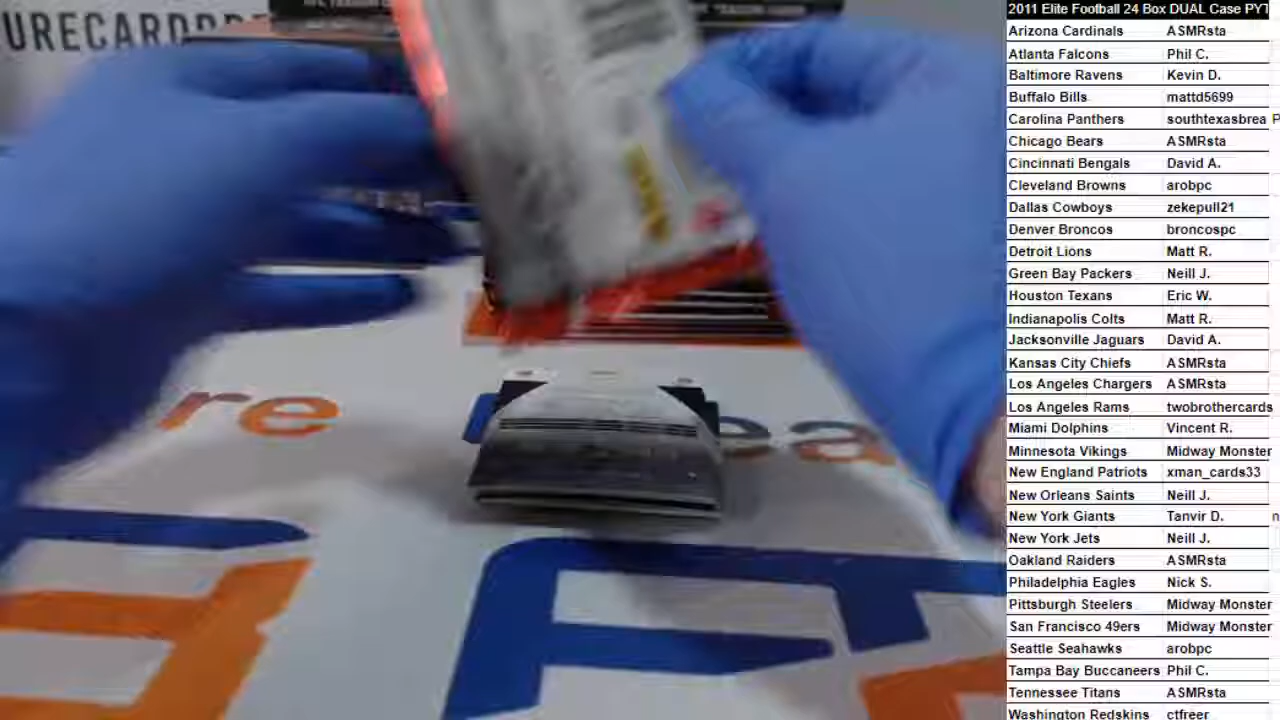 URECARDBR
re
ea
2011 Elite Football 24 Box DUAL Case PYT
Arizona Cardinals ASMRsta
Atlanta Falcons Phil C.
Baltimore Ravens Kevin D.
Buffalo Bills mattd5699
Carolina Panthers southtexasbrea P
Chicago Bears ASMRsta
Cincinnati Bengals David A.
Cleveland Browns arobpc
Dallas Cowboys zekepull21
Denver Broncos broncospc
Detroit Lions Matt R.
Green Bay Packers Neill J.
Houston Texans Eric W.
Indianapolis Colts Matt R.
Jacksonville Jaguars David A.
Kansas City Chiefs ASMRsta
Los Angeles Chargers ASMRsta
Los Angeles Rams twobrothercards
Miami Dolphins Vincent R.
Minnesota Vikings Midway Monster
New England Patriots xman_cards33
New Orleans Saints Neill J.
New York Giants Tanvir D. n
New York Jets Neill J.
Oakland Raiders ASMRsta
Philadelphia Eagles Nick S.
Pittsburgh Steelers Midway Monster
San Francisco 49ers Midway Monster
Seattle Seahawks arobpc
Tampa Bay Buccaneers Phil C.
Tennessee Titans ASMRsta
Washington Redskins ctfreer